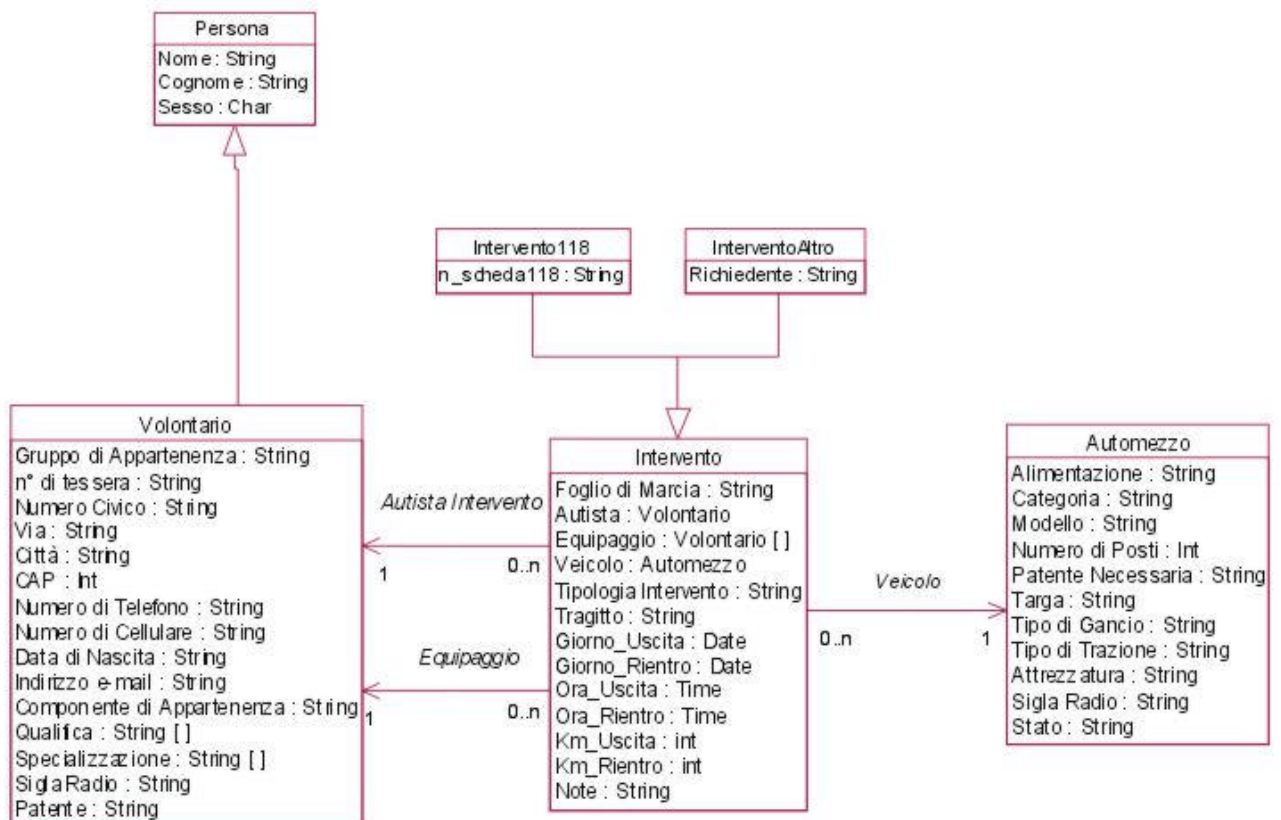 Persona
Nome : String
Cognome : String
Sesso : Char
Intervento118
n_scheda118 : String
InterventoAltro
Richiedente : String
Volontario
Gruppo di Appartenenza : String
n° di tessera : String
Numero Civico : String
Via : String
Città : String
CAP : Int
Numero di Telefono : String
Numero di Cellulare : String
Data di Nascita : String
Indirizzo e-mail : String
Componente di Appartenenza : String
Qualifica : String [ ]
Specializzazione : String [ ]
Sigla Radio : String
Patente : String
Autista Intervento
1
0..n
Equipaggio
1
0..n
Intervento
Foglio di Marcia : String
Autista : Volontario
Equipaggio : Volontario [ ]
Veicolo : Automezzo
Tipologia Intervento : String
Tragitto : String
Giorno_Uscita : Date
Giorno_Rientro : Date
Ora_Uscita : Time
Ora_Rientro : Time
Km_Uscita : int
Km_Rientro : int
Note : String
Veicolo
0..n
1
Automezzo
Alimentazione : String
Categoria : String
Modello : String
Numero di Posti : Int
Patente Necessaria : String
Targa : String
Tipo di Gancio : String
Tipo di Trazione : String
Attrezzatura : String
Sigla Radio : String
Stato : String